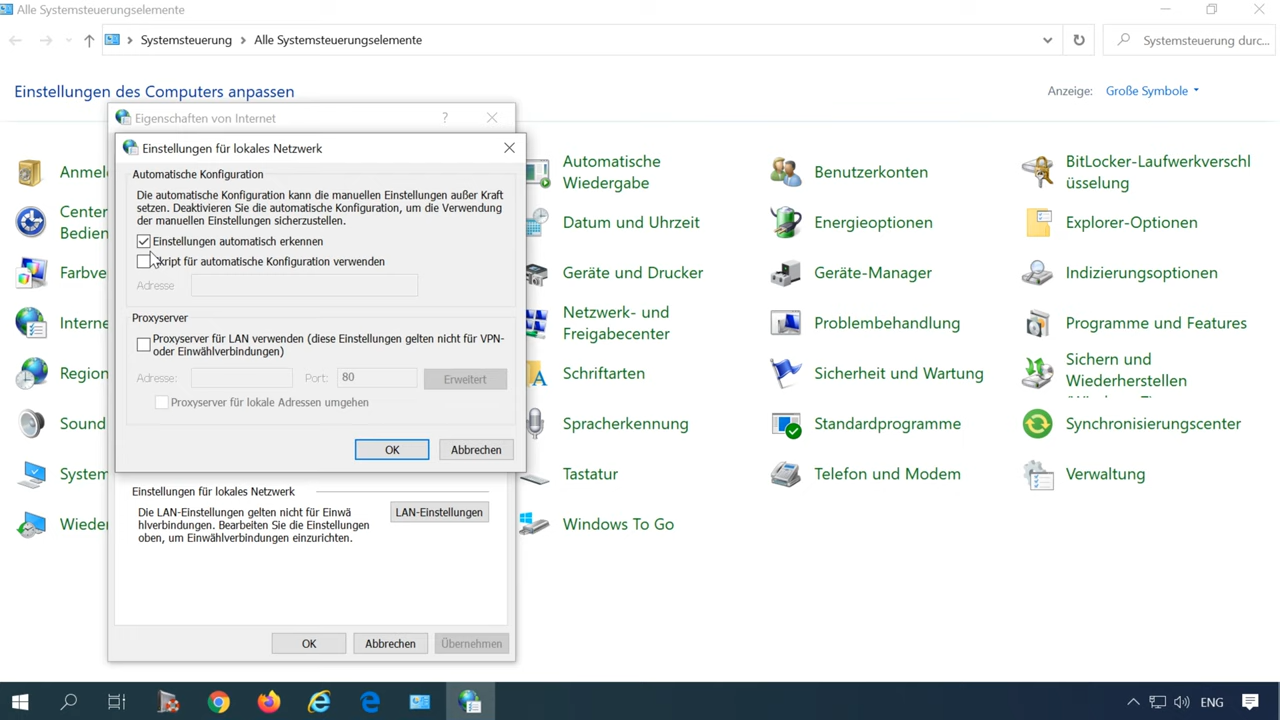 Alle Systemsteuerungselemente
Systemsteuerung
Alle Systemsteuerungselemente
Systemsteuerung durc...
Einstellungen des Computers anpassen
Anzeige:
Große Symbole
Eigenschaften von Internet
?
Einstellungen für lokales Netzwerk
Automatische Konfiguration
Die automatische Konfiguration kann die manuellen Einstellungen außer Kraft
setzen. Deaktivieren Sie die automatische Konfiguration, um die Verwendung
der manuellen Einstellungen sicherzustellen.
Einstellungen automatisch erkennen
kript für automatische Konfiguration verwenden
Adresse
Proxyserver
Proxyserver für LAN verwenden (diese Einstellungen gelten nicht für VPN-
oder Einwählverbindungen)
Adresse:
Port:
80
Erweitert
Proxyserver für lokale Adressen umgehen
OK
Abbrechen
Einstellungen für lokales Netzwerk
Die LAN-Einstellungen gelten nicht für Einwä
hlverbindungen. Bearbeiten Sie die Einstellungen
oben, um Einwählverbindungen einzurichten.
LAN-Einstellungen
OK
Abbrechen
Übernehmen
Anmel
Center
Bedien
Farbve
Interne
Region
Sound
System
Wieder
Automatische
Wiedergabe
Datum und Uhrzeit
Geräte und Drucker
Netzwerk- und
Freigabecenter
Schriftarten
Spracherkennung
Tastatur
Windows To Go
Benutzerkonten
Energieoptionen
Geräte-Manager
Problembehandlung
Sicherheit und Wartung
Standardprogramme
Telefon und Modem
BitLocker-Laufwerkverschl
üsselung
Explorer-Optionen
Indizierungsoptionen
Programme und Features
Sichern und
Wiederherstellen
Synchronisierungscenter
Verwaltung
ENG